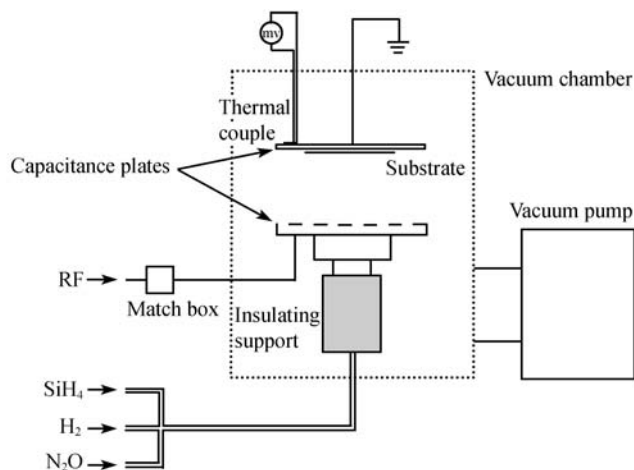 mv
Vacuum chamber
Thermal
couple
Capacitance plates
Substrate
Vacuum pump
RF
Match box
Insulating
support
SiH₄
H₂
N₂O